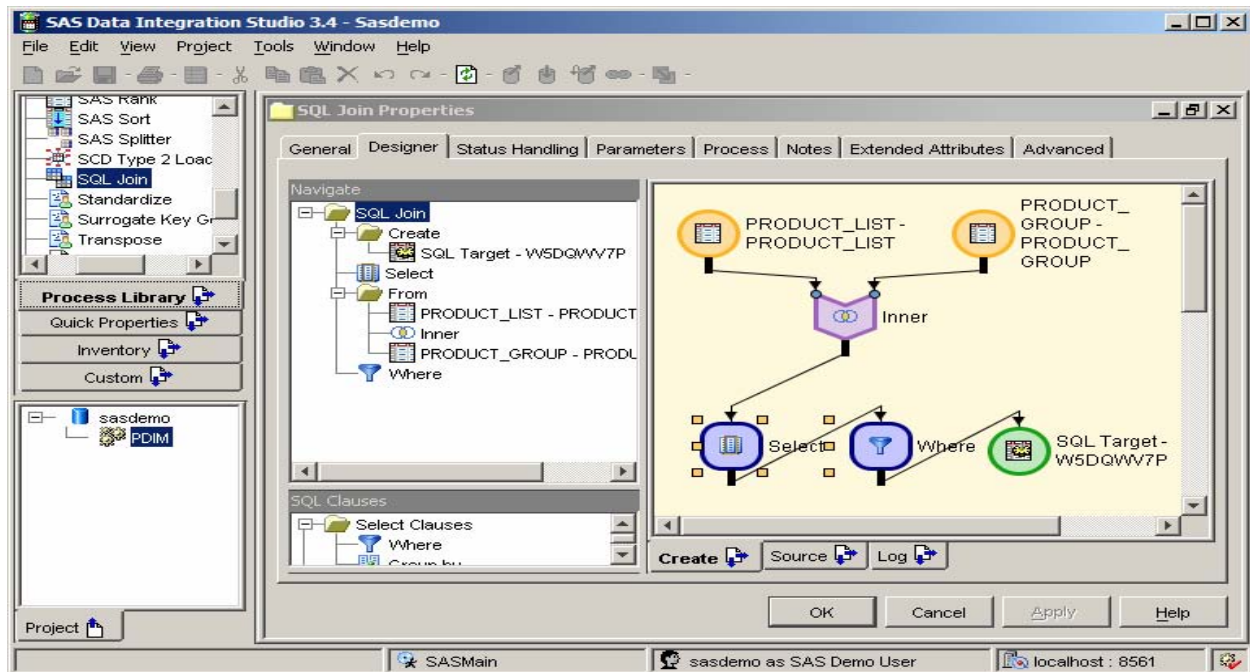 SAS Data Integration Studio 3.4 - Sasdemo
File Edit View Project Tools Window Help
SAS Rank
SAS Sort
SAS Splitter
SCD Type 2 Loac
SQL Join
Standardize
Surrogate Key Gr
Transpose
Process Library
Quick Properties
Inventory
Custom
sasdemo
PDIM
Project
SQL Join Properties
General Designer Status Handling Parameters Process Notes Extended Attributes Advanced
Navigate
SQL Join
Create
SQL Target - W5DQWV7P
Select
From
PRODUCT_LIST - PRODUCT
Inner
PRODUCT_GROUP - PRODU
Where
SQL Clauses
Select Clauses
Where
Group by
PRODUCT_LIST -
PRODUCT_LIST
PRODUCT_
GROUP -
PRODUCT_
GROUP
Inner
Select
Where
SQL Target -
W5DQWV7P
Create Source Log
OK Cancel Apply Help
SASMain
sasdemo as SAS Demo User
localhost : 8561